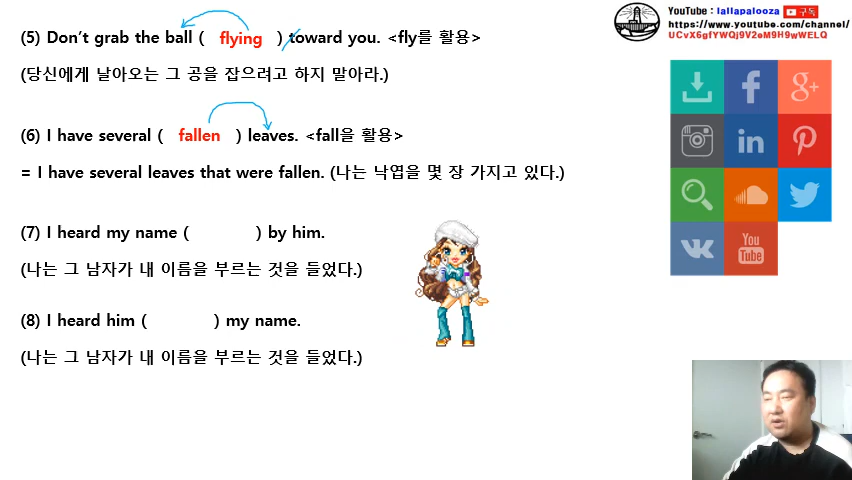 (5) Don't grab the ball ( flying ) toward you. <fly를 활용>
(당신에게 날아오는 그 공을 잡으려고 하지 말아라.)
(6) I have several ( fallen ) leaves. <fall을 활용>
= I have several leaves that were fallen. (나는 낙엽을 몇 장 가지고 있다.)
(7) I heard my name ( ) by him.
(나는 그 남자가 내 이름을 부르는 것을 들었다.)
(8) I heard him ( ) my name.
(나는 그 남자가 내 이름을 부르는 것을 들었다.)
YouTube : lallapalooza 구독
https://www.youtube.com/channel/
UCvX6gfYWQj9V2eM9H9wWELQ
f
g+
in
vk
You
Tube